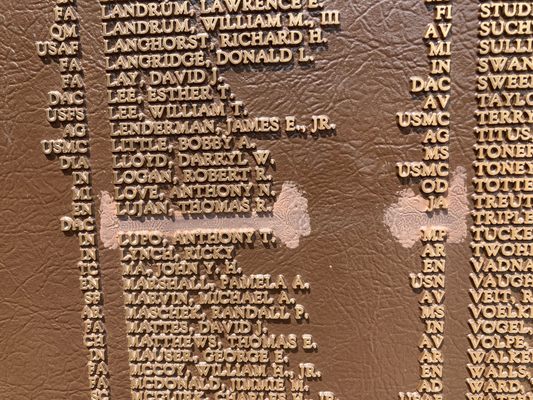 FA LANDRUM, LAWRENCE E.
QM LANDRUM, WILLIAM M., III
USAF LANGHORST, RICHARD H.
FA LANGRIDGE, DONALD L.
FA LAY, DAVID J.
DAC LEE, ESTHER
USFS LEE, WILLIAM T.
AG LENDERMAN, JAMES E., JR.
USMC LITTLE, BOBBY A.
DIA LLOYD, DARRYL W.
IN LOGAN, ROBERT R.
MI LOVE, ANTHONY N.
EN LUJAN, THOMAS R.
DAC
IN LUPO, ANTHONY T.
IN LYNCH, RICKY
TC MA, JOHN Y. H.
EN MARSHALL, PAMELA A.
SF MARVIN, MICHAEL A.
AR MASCHEK, RANDALL P.
FA MATTES, DAVID J.
CH MATTHEWS, THOMAS E.
IN MAUSER, GEORGE E.
FA MCCOY, WILLIAM H., JR.
FA MCDONALD, JIMMIE M.
FI STUD
AV SUCH
MI SULLI
IN SWAN
DAC SWEE
AV TAYLO
USMC TERRY
AG TITUS
MS TONER
USMC TONEY
OD TOTTE
JA TREUT
TRIPLE
MP TUCKE
AR TWOH
EN VADNA
USN VAUGH
AV VEIT, R
MS VOELK
IN VOGEL,
AV VOLPE,
AR WALKE
EN WALLS,
AD WARD,
USAF